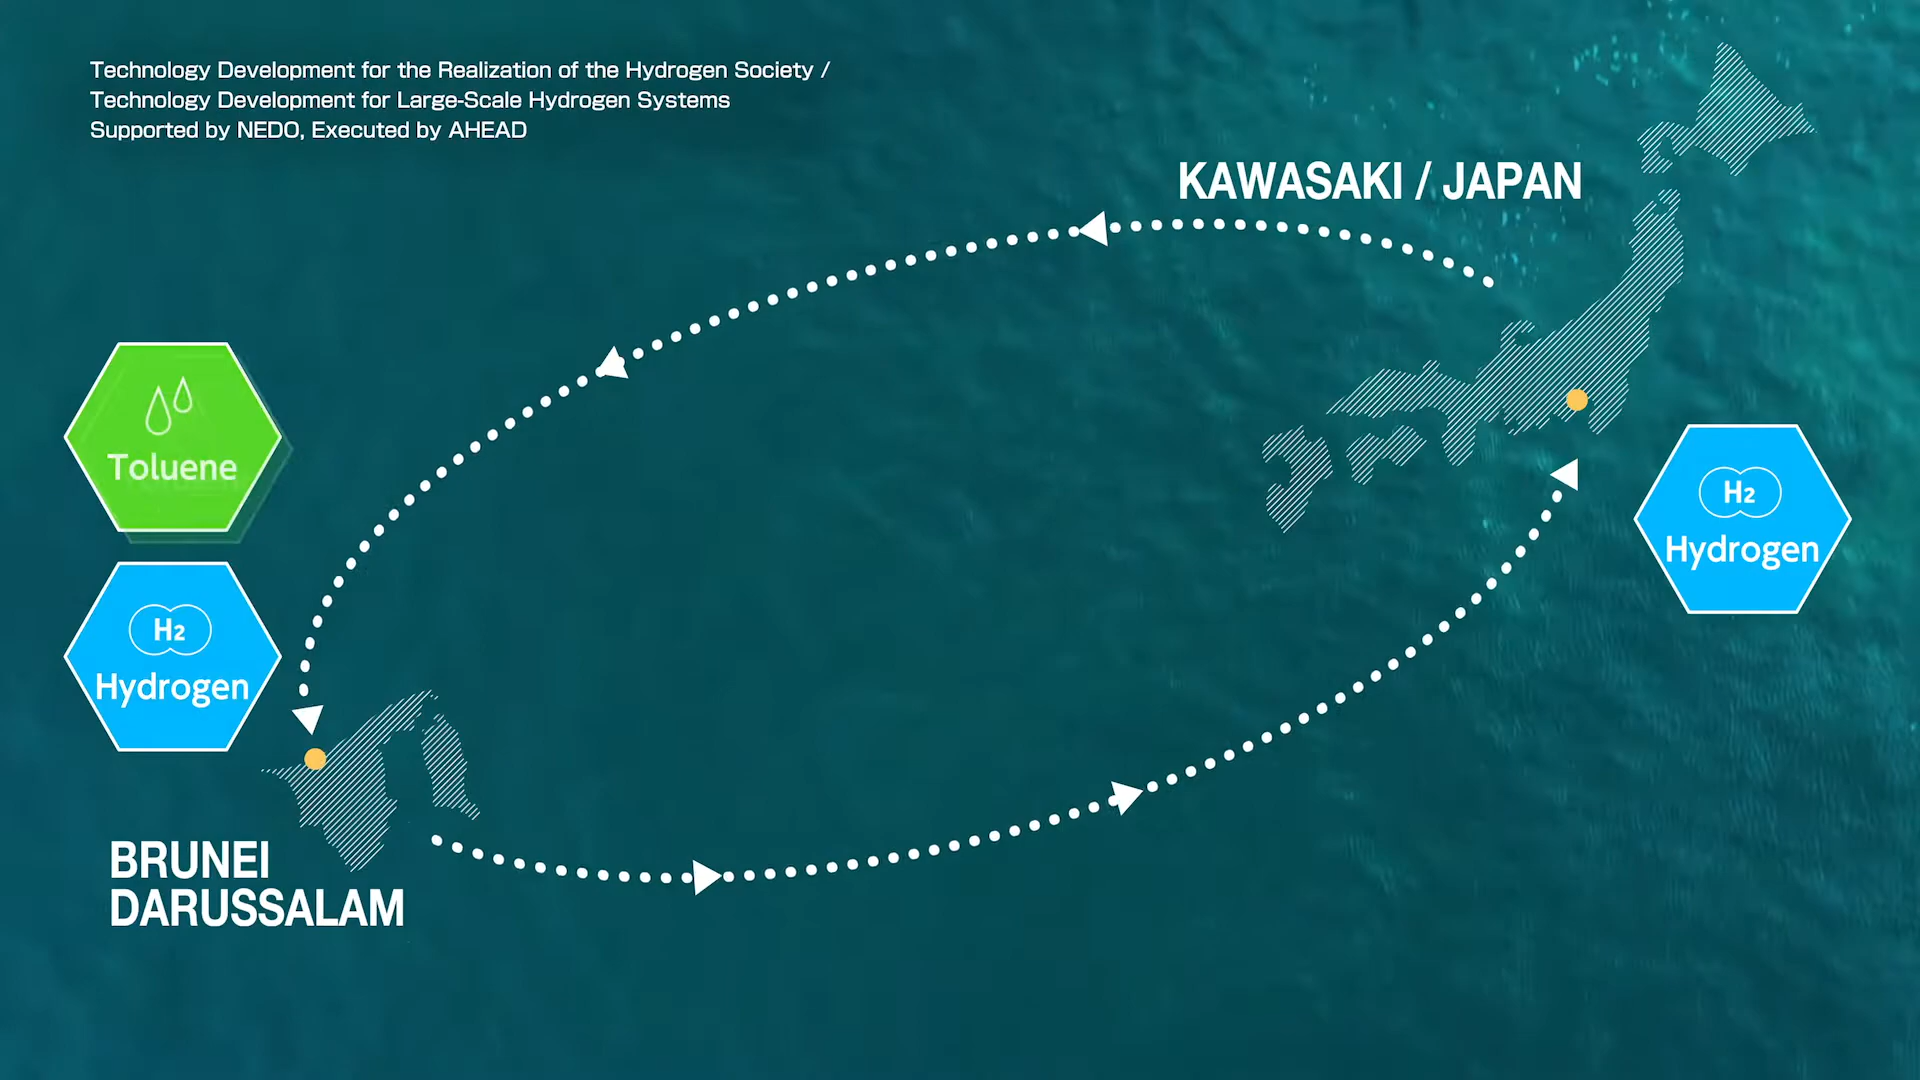 Technology Development for the Realization of the Hydrogen Society /
Technology Development for Large-Scale Hydrogen Systems
Supported by NEDO, Executed by AHEAD
KAWASAKI / JAPAN
Toluene
H2
Hydrogen
H2
Hydrogen
BRUNEI
DARUSSALAM